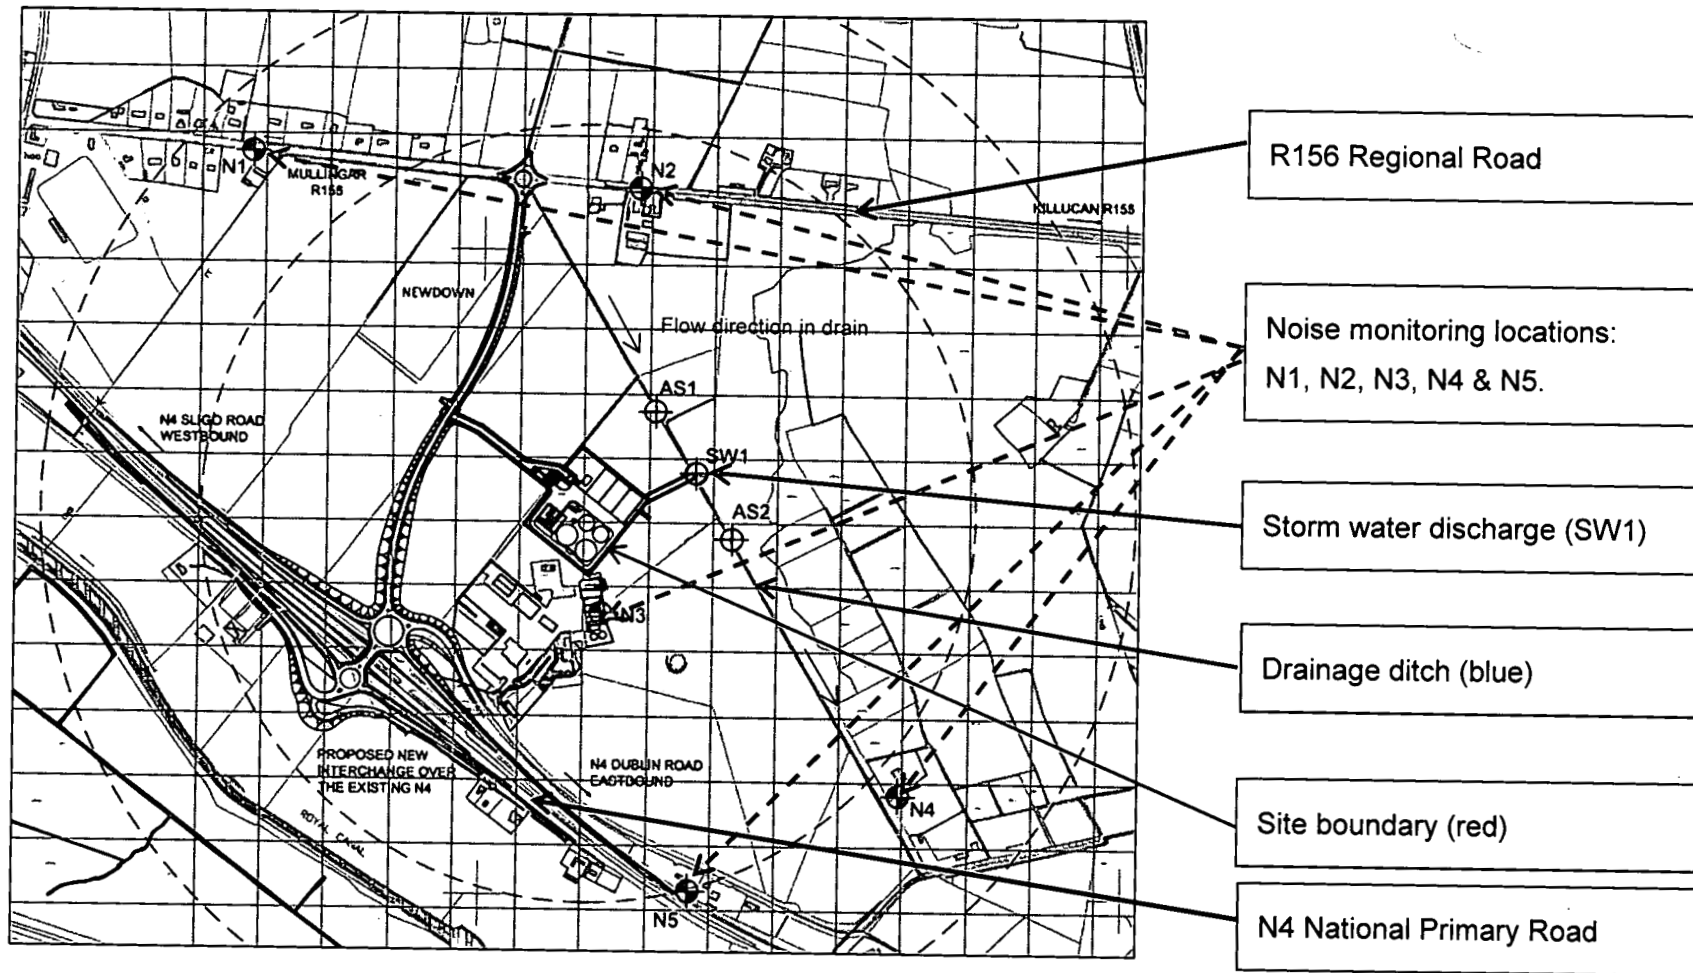 N1
MULLINGAR
R156
N2
KILLUCAN R156
R156 Regional Road
NEWDOWN
Flow direction in drain
Noise monitoring locations:
N1, N2, N3, N4 & N5.
AS1
N4 SLIGO ROAD
WESTBOUND
SW1
AS2
Storm water discharge (SW1)
N3
Drainage ditch (blue)
PROPOSED NEW
INTERCHANGE OVER
THE EXISTING N4
N4 DUBLIN ROAD
EASTBOUND
N4
ROYAL CANAL
Site boundary (red)
N5
N4 National Primary Road